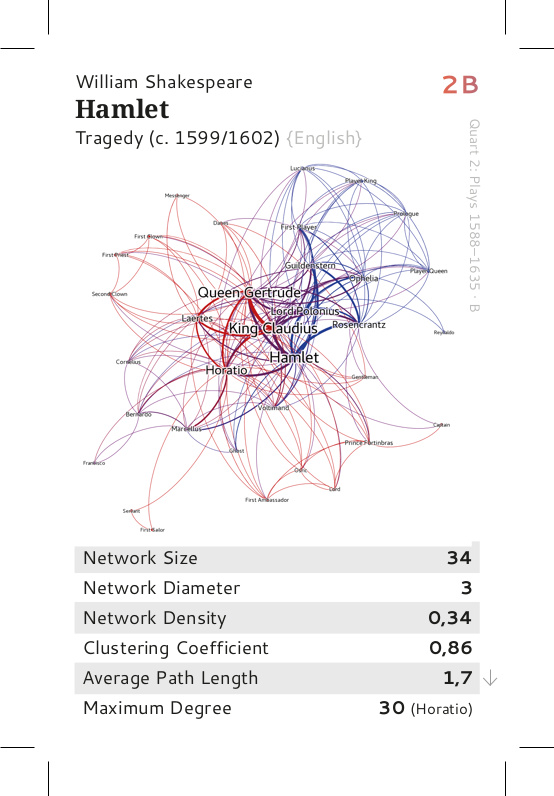 William Shakespeare
2B
Hamlet
Tragedy (c. 1599/1602) {English}
Quart 2: Plays 1588–1635 · B
Lucianus
Player King
Messenger
Prologue
Danes
First Player
First Clown
First Priest
Guildenstern
Player Queen
Ophelia
Second Clown
Queen Gertrude
Lord Polonius
Laertes
Rosencrantz
King Claudius
Reynaldo
Hamlet
Cornelius
Horatio
Gentleman
Voltimand
Bernardo
Marcellus
Captain
Prince Fortinbras
Ghost
Francisco
Osric
Lord
First Ambassador
Servant
First Sailor
Network Size 34
Network Diameter 3
Network Density 0,34
Clustering Coefficient 0,86
Average Path Length 1,7 ↓
Maximum Degree 30 (Horatio)